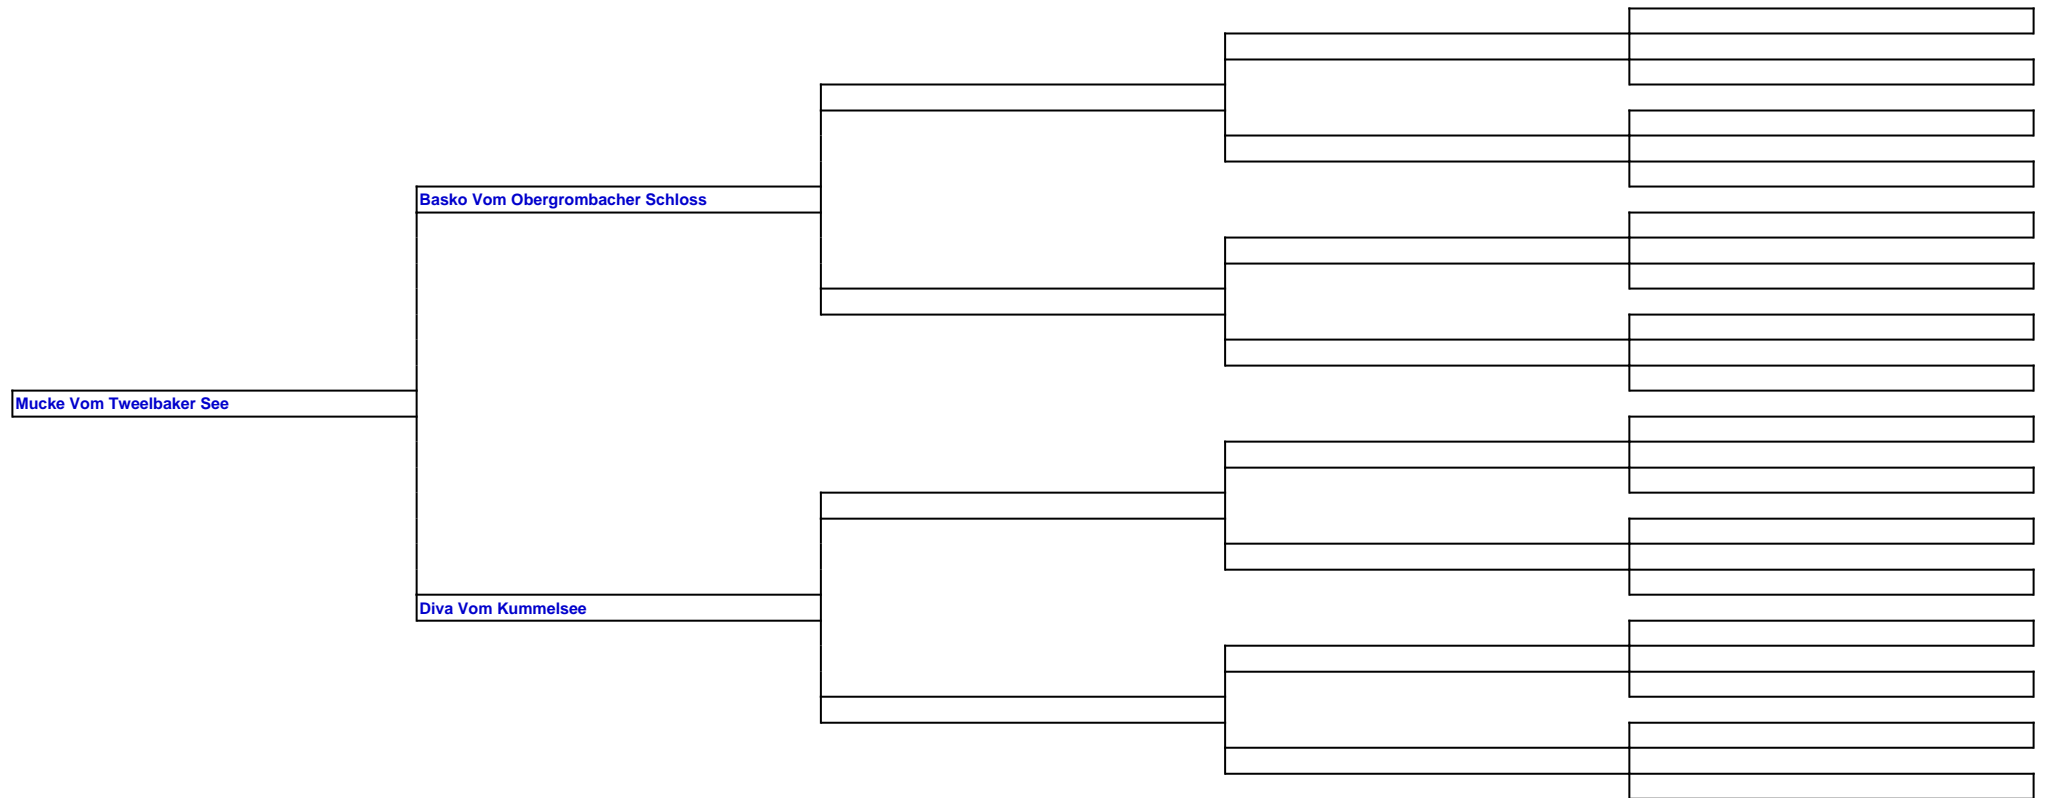 Basko Vom Obergrombacher Schloss
Mucke Vom Tweelbaker See
Diva Vom Kummelsee